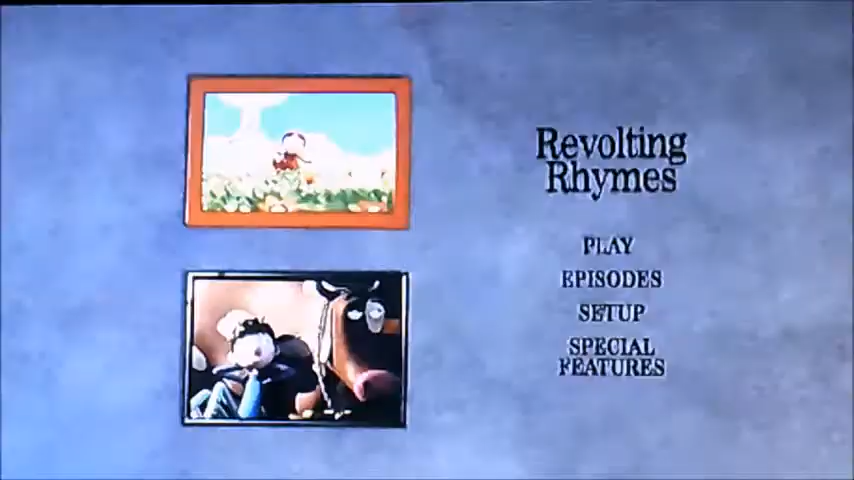 Revolting
Rhymes
PLAY
EPISODES
SETUP
SPECIAL
FEATURES